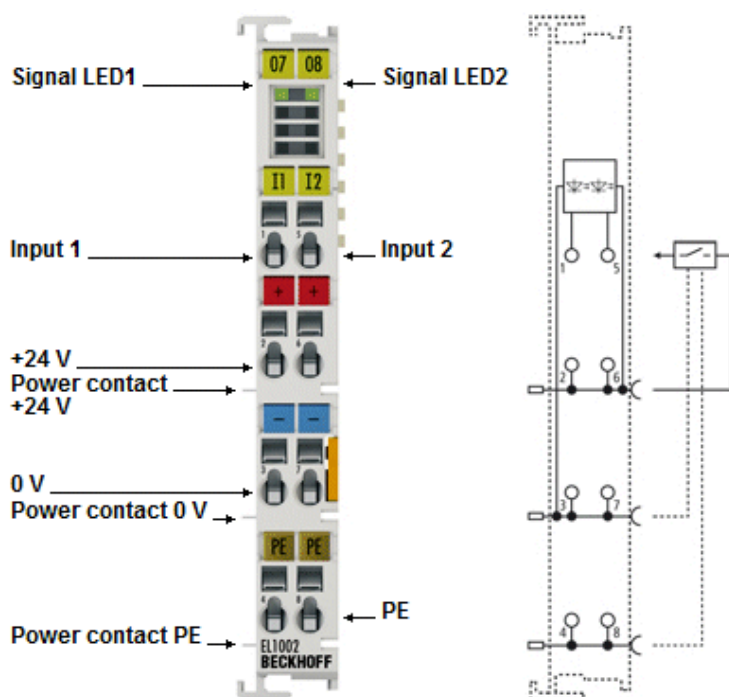 07 08
Signal LED1
Signal LED2
I1 I2
1 5
Input 1
Input 2
+ +
2 6
+24 V
Power contact
+24 V
- -
3 7
0 V
Power contact 0 V
PE PE
4 8
PE
Power contact PE
EL1002
BECKHOFF
1 5
2 6
3 7
4 8